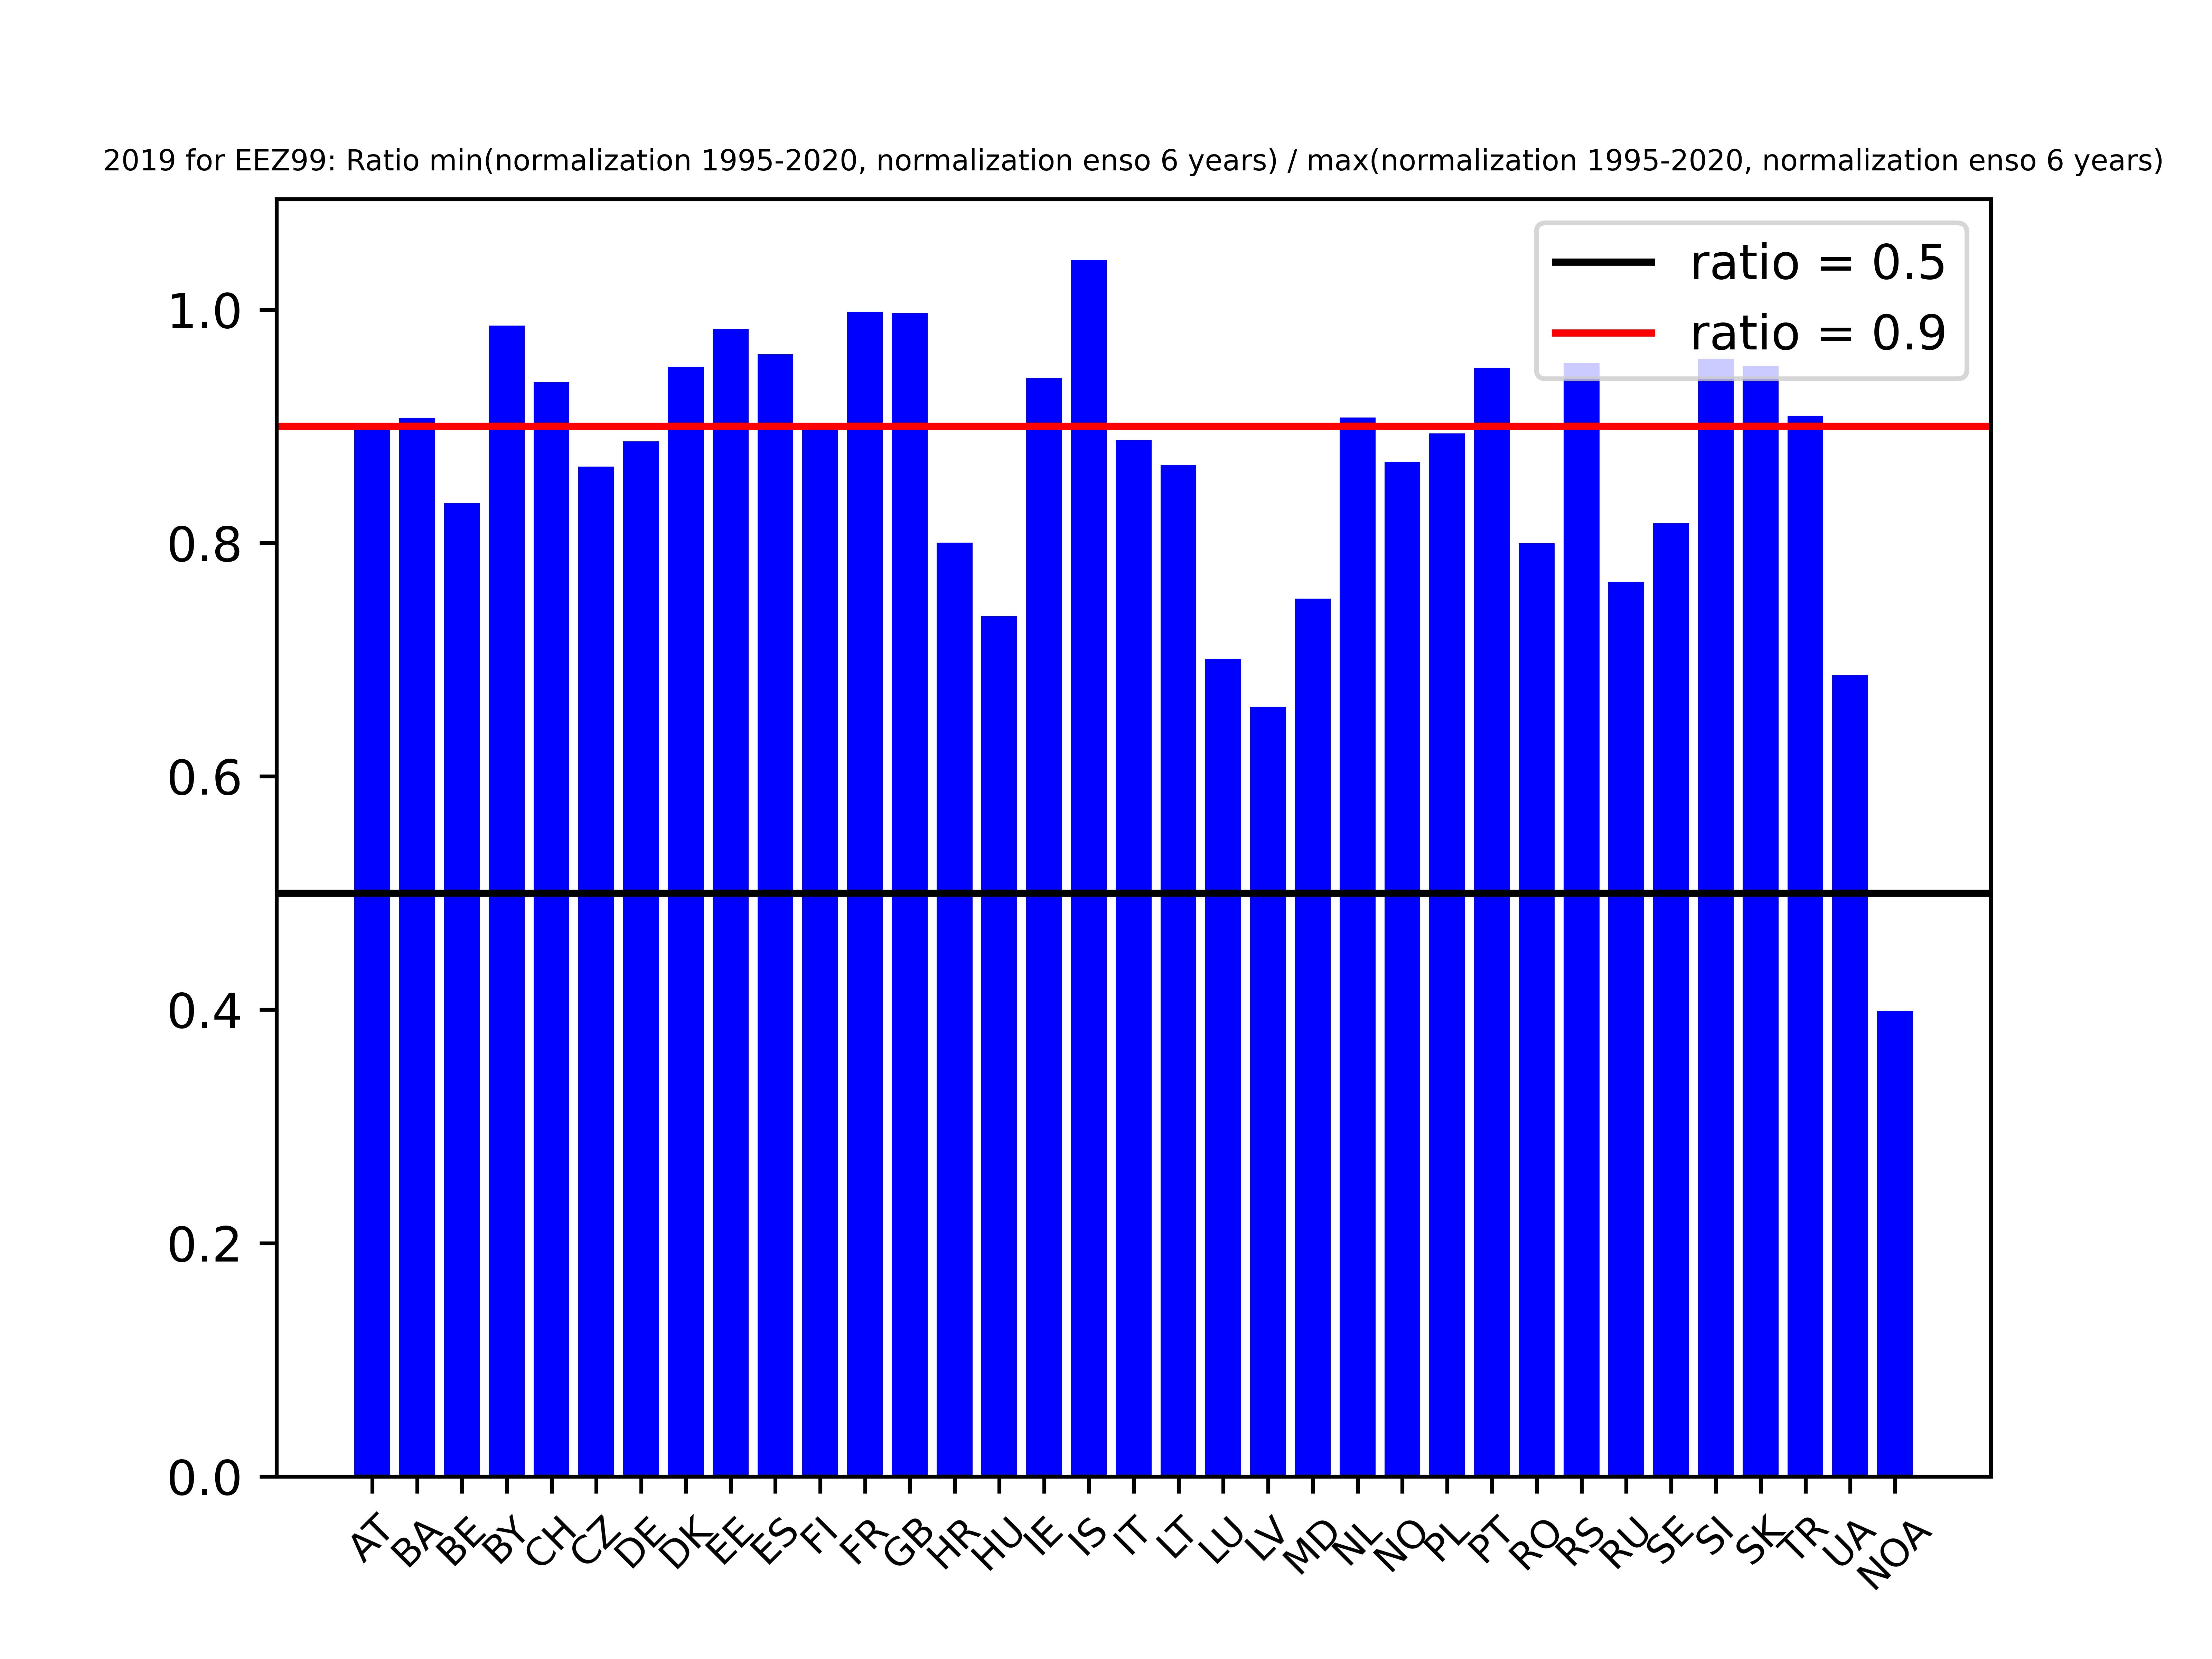 2019 for EEZ99: Ratio min(normalization 1995-2020, normalization enso 6 years) / max(normalization 1995-2020, normalization enso 6 years)
ratio = 0.5
ratio = 0.9
1.0
0.8
0.6
0.4
0.2
0.0
AT BA BE BY CH CZ DE DK EE ES FI FR GB HR HU IE IS IT LT LU LV MD NL NO PL PT RO RS RU SE SI SK TR UA NOA